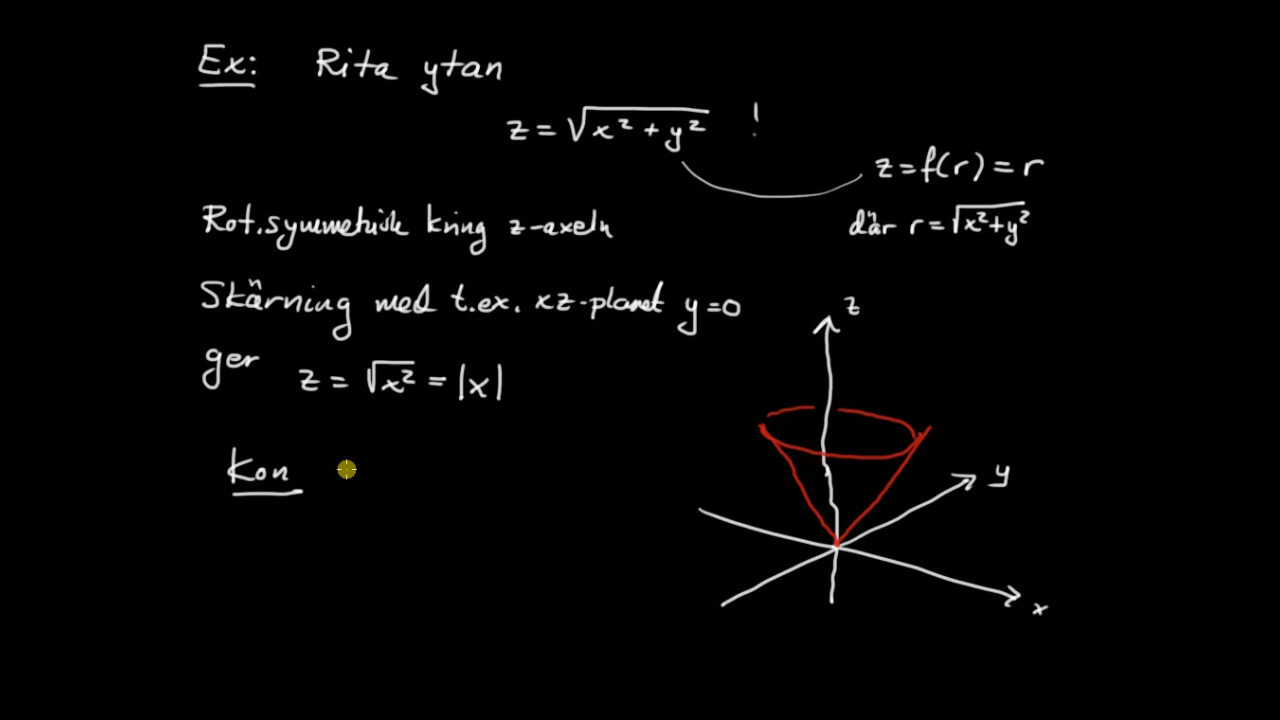 Ex: Rita ytan
z = √x² + y² !
z = f(r) = r
där r = √x²+y²
Rot.symmetrisk kring z-axeln
Skärning med t.ex. xz-planet y=0
ger z = √x² = |x|
Kon
z
y
x